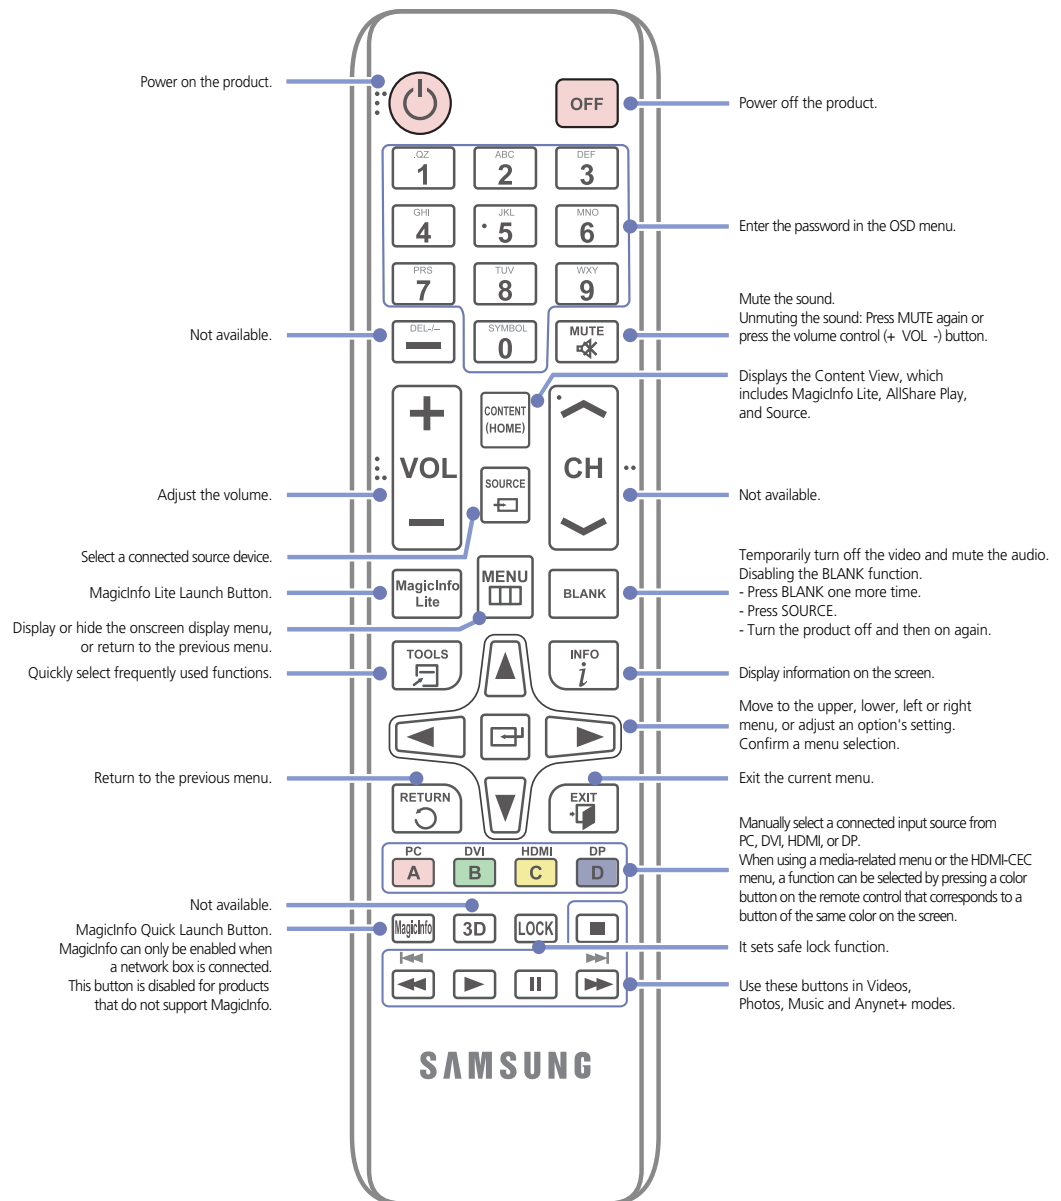 Power on the product.
OFF
Power off the product.
.QZ
1
ABC
2
DEF
3
GHI
4
JKL
5
MNO
6
Enter the password in the OSD menu.
PRS
7
TUV
8
WXY
9
Not available.
DEL-/--
SYMBOL
0
MUTE
Mute the sound.
Unmuting the sound: Press MUTE again or
press the volume control (+ VOL -) button.
CONTENT
(HOME)
Displays the Content View, which
includes MagicInfo Lite, AllShare Play,
and Source.
VOL
CH
Adjust the volume.
SOURCE
Not available.
Select a connected source device.
MagicInfo Lite Launch Button.
MagicInfo
Lite
MENU
BLANK
Temporarily turn off the video and mute the audio.
Disabling the BLANK function.
- Press BLANK one more time.
- Press SOURCE.
- Turn the product off and then on again.
Display or hide the onscreen display menu,
or return to the previous menu.
Quickly select frequently used functions.
TOOLS
INFO
i
Display information on the screen.
Move to the upper, lower, left or right
menu, or adjust an option's setting.
Confirm a menu selection.
Return to the previous menu.
RETURN
EXIT
Exit the current menu.
PC
A
DVI
B
HDMI
C
DP
D
Manually select a connected input source from
PC, DVI, HDMI, or DP.
When using a media-related menu or the HDMI-CEC
menu, a function can be selected by pressing a color
button on the remote control that corresponds to a
button of the same color on the screen.
Not available.
MagicInfo Quick Launch Button.
MagicInfo can only be enabled when
a network box is connected.
This button is disabled for products
that do not support MagicInfo.
MagicInfo
3D
LOCK
It sets safe lock function.
Use these buttons in Videos,
Photos, Music and Anynet+ modes.
SAMSUNG